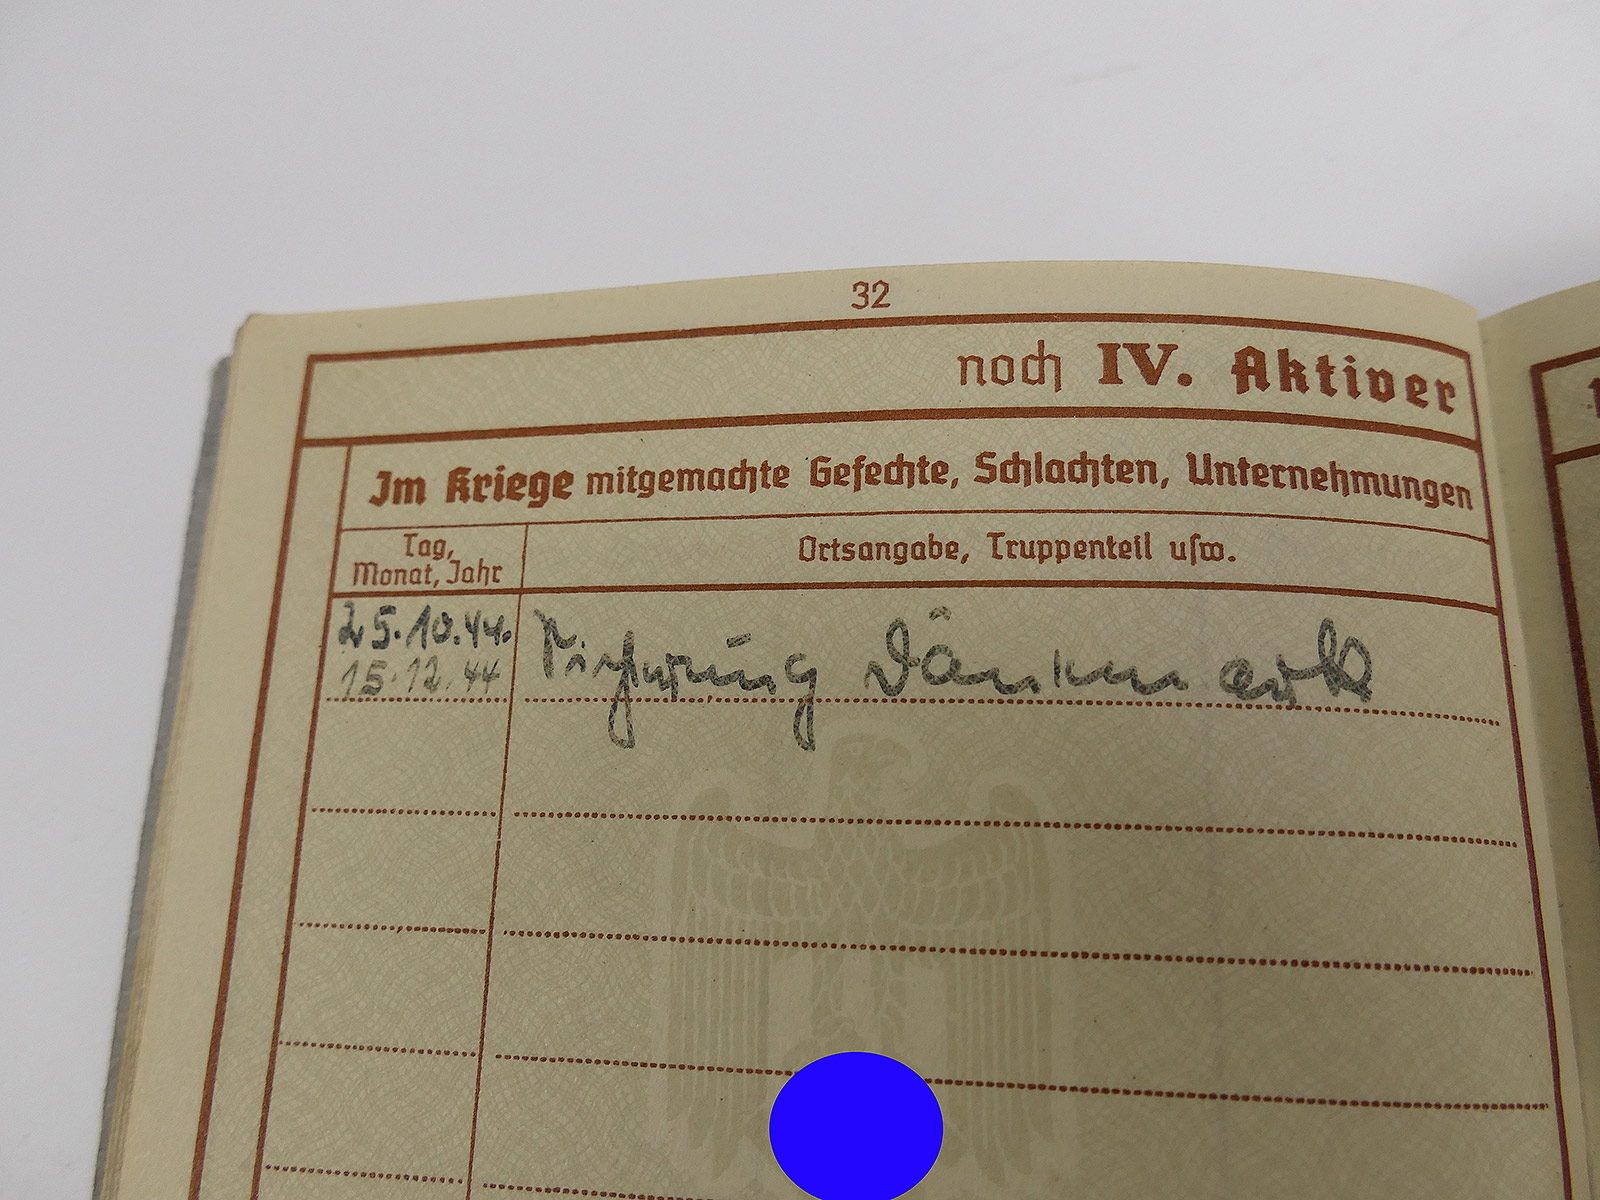 32
noch IV. Aktiver
Im Kriege mitgemachte Gefechte, Schlachten, Unternehmungen
Tag,
Monat, Jahr
Ortsangabe, Truppenteil usw.
25.10.44.
15.12.44
Sicherung Dänemark